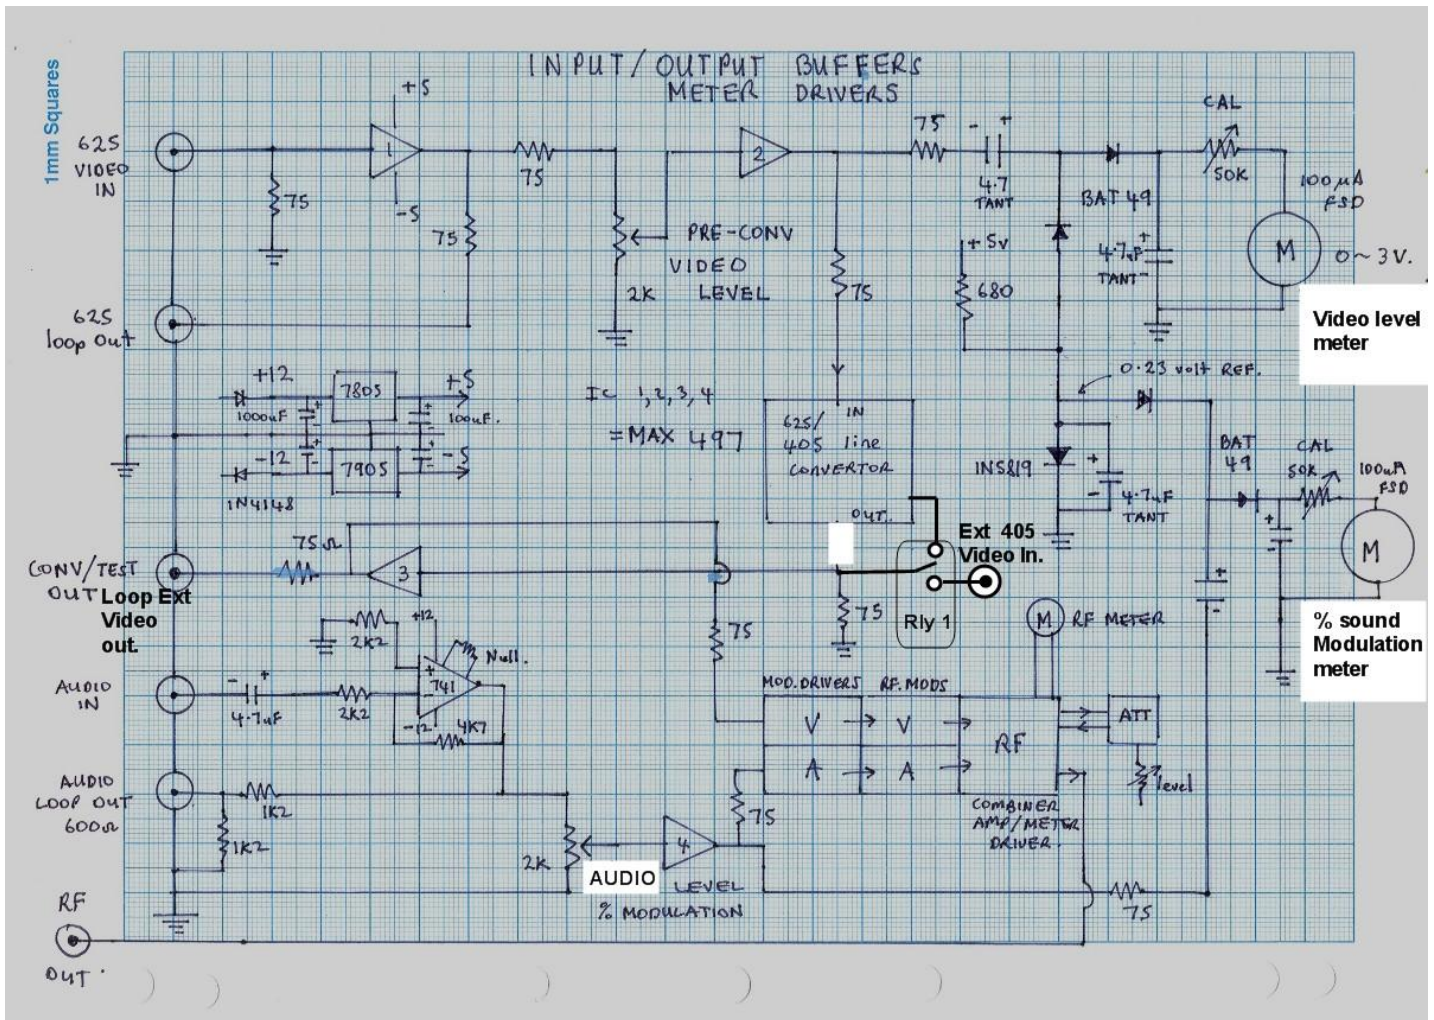 INPUT/OUTPUT BUFFERS
METER DRIVERS
1mm Squares
625
VIDEO
IN
75
+5
1
-5
75
75
PRE-CONV
VIDEO
LEVEL
2K
2
75
75
4.7
TANT
- +
+5v
680
BAT 49
+
4.7uF
TANT
CAL
50K
100µA
FSD
M
0~3V.
Video level
meter
625
loop Out
+12
7805
+5
1000uF
100uF.
-12
7905
-5
1N4148
IC 1,2,3,4
=MAX 497
IN
625/
405 line
CONVERTOR
OUT
0.23 volt REF.
1N5819
+
-
4.7uF
TANT
BAT
49
CAL
50K
100uA
FSD
M
+
-
+
-
% sound
Modulation
meter
CONV/TEST
OUT
Loop Ext
Video
out.
75Ω
3
75
75
Ext 405
Video In.
Rly 1
M
RF METER
2K2
+12
Null.
+
741
-
-12
4K7
AUDIO
IN
- +
4.7uF
2K2
MOD. DRIVERS
RF. MODS
V → V →
A → A →
RF
ATT
level
COMBINER
AMP/METER
DRIVER
AUDIO
LOOP OUT
600Ω
1K2
1K2
2K
AUDIO
LEVEL
% MODULATION
4
75
75
RF
OUT